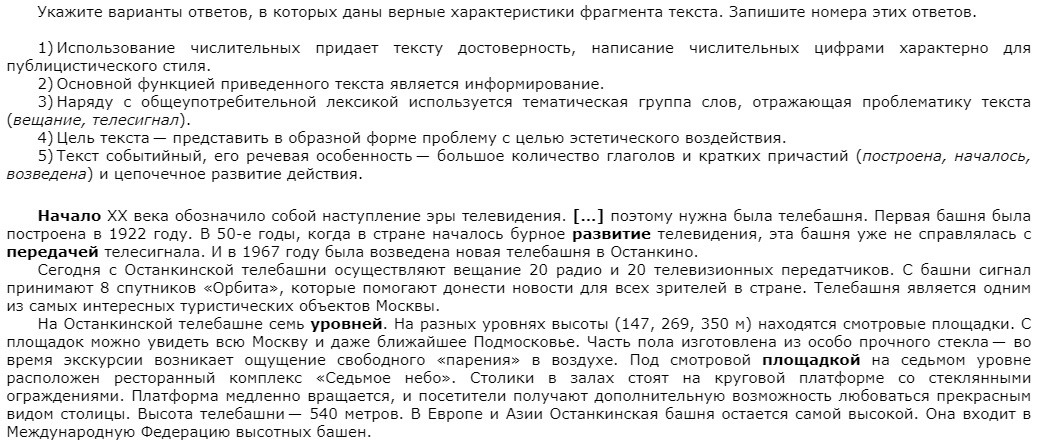 Укажите варианты ответов, в которых даны верные характеристики фрагмента текста. Запишите номера этих ответов.
1) Использование числительных придает тексту достоверность, написание числительных цифрами характерно для
публицистического стиля.
2) Основной функцией приведенного текста является информирование.
3) Наряду с общеупотребительной лексикой используется тематическая группа слов, отражающая проблематику текста
(вещание, телесигнал).
4) Цель текста — представить в образной форме проблему с целью эстетического воздействия.
5) Текст событийный, его речевая особенность — большое количество глаголов и кратких причастий (построена, началось,
возведена) и цепочечное развитие действия.
Начало XX века обозначило собой наступление эры телевидения. [...] поэтому нужна была телебашня. Первая башня была
построена в 1922 году. В 50-е годы, когда в стране началось бурное развитие телевидения, эта башня уже не справлялась с
передачей телесигнала. И в 1967 году была возведена новая телебашня в Останкино.
Сегодня с Останкинской телебашни осуществляют вещание 20 радио и 20 телевизионных передатчиков. С башни сигнал
принимают 8 спутников «Орбита», которые помогают донести новости для всех зрителей в стране. Телебашня является одним
из самых интересных туристических объектов Москвы.
На Останкинской телебашне семь уровней. На разных уровнях высоты (147, 269, 350 м) находятся смотровые площадки. С
площадок можно увидеть всю Москву и даже ближайшее Подмосковье. Часть пола изготовлена из особо прочного стекла — во
время экскурсии возникает ощущение свободного «парения» в воздухе. Под смотровой площадкой на седьмом уровне
расположен ресторанный комплекс «Седьмое небо». Столики в залах стоят на круговой платформе со стеклянными
ограждениями. Платформа медленно вращается, и посетители получают дополнительную возможность любоваться прекрасным
видом столицы. Высота телебашни — 540 метров. В Европе и Азии Останкинская башня остается самой высокой. Она входит в
Международную Федерацию высотных башен.